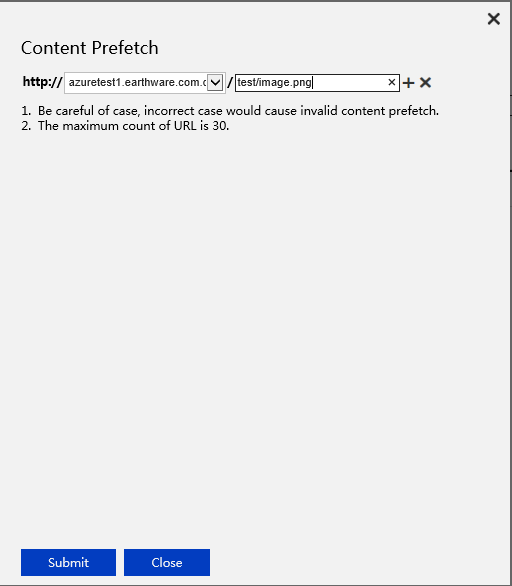 Content Prefetch
http:// azuretest1.earthware.com. / test/image.png
1. Be careful of case, incorrect case would cause invalid content prefetch.
2. The maximum count of URL is 30.
Submit Close